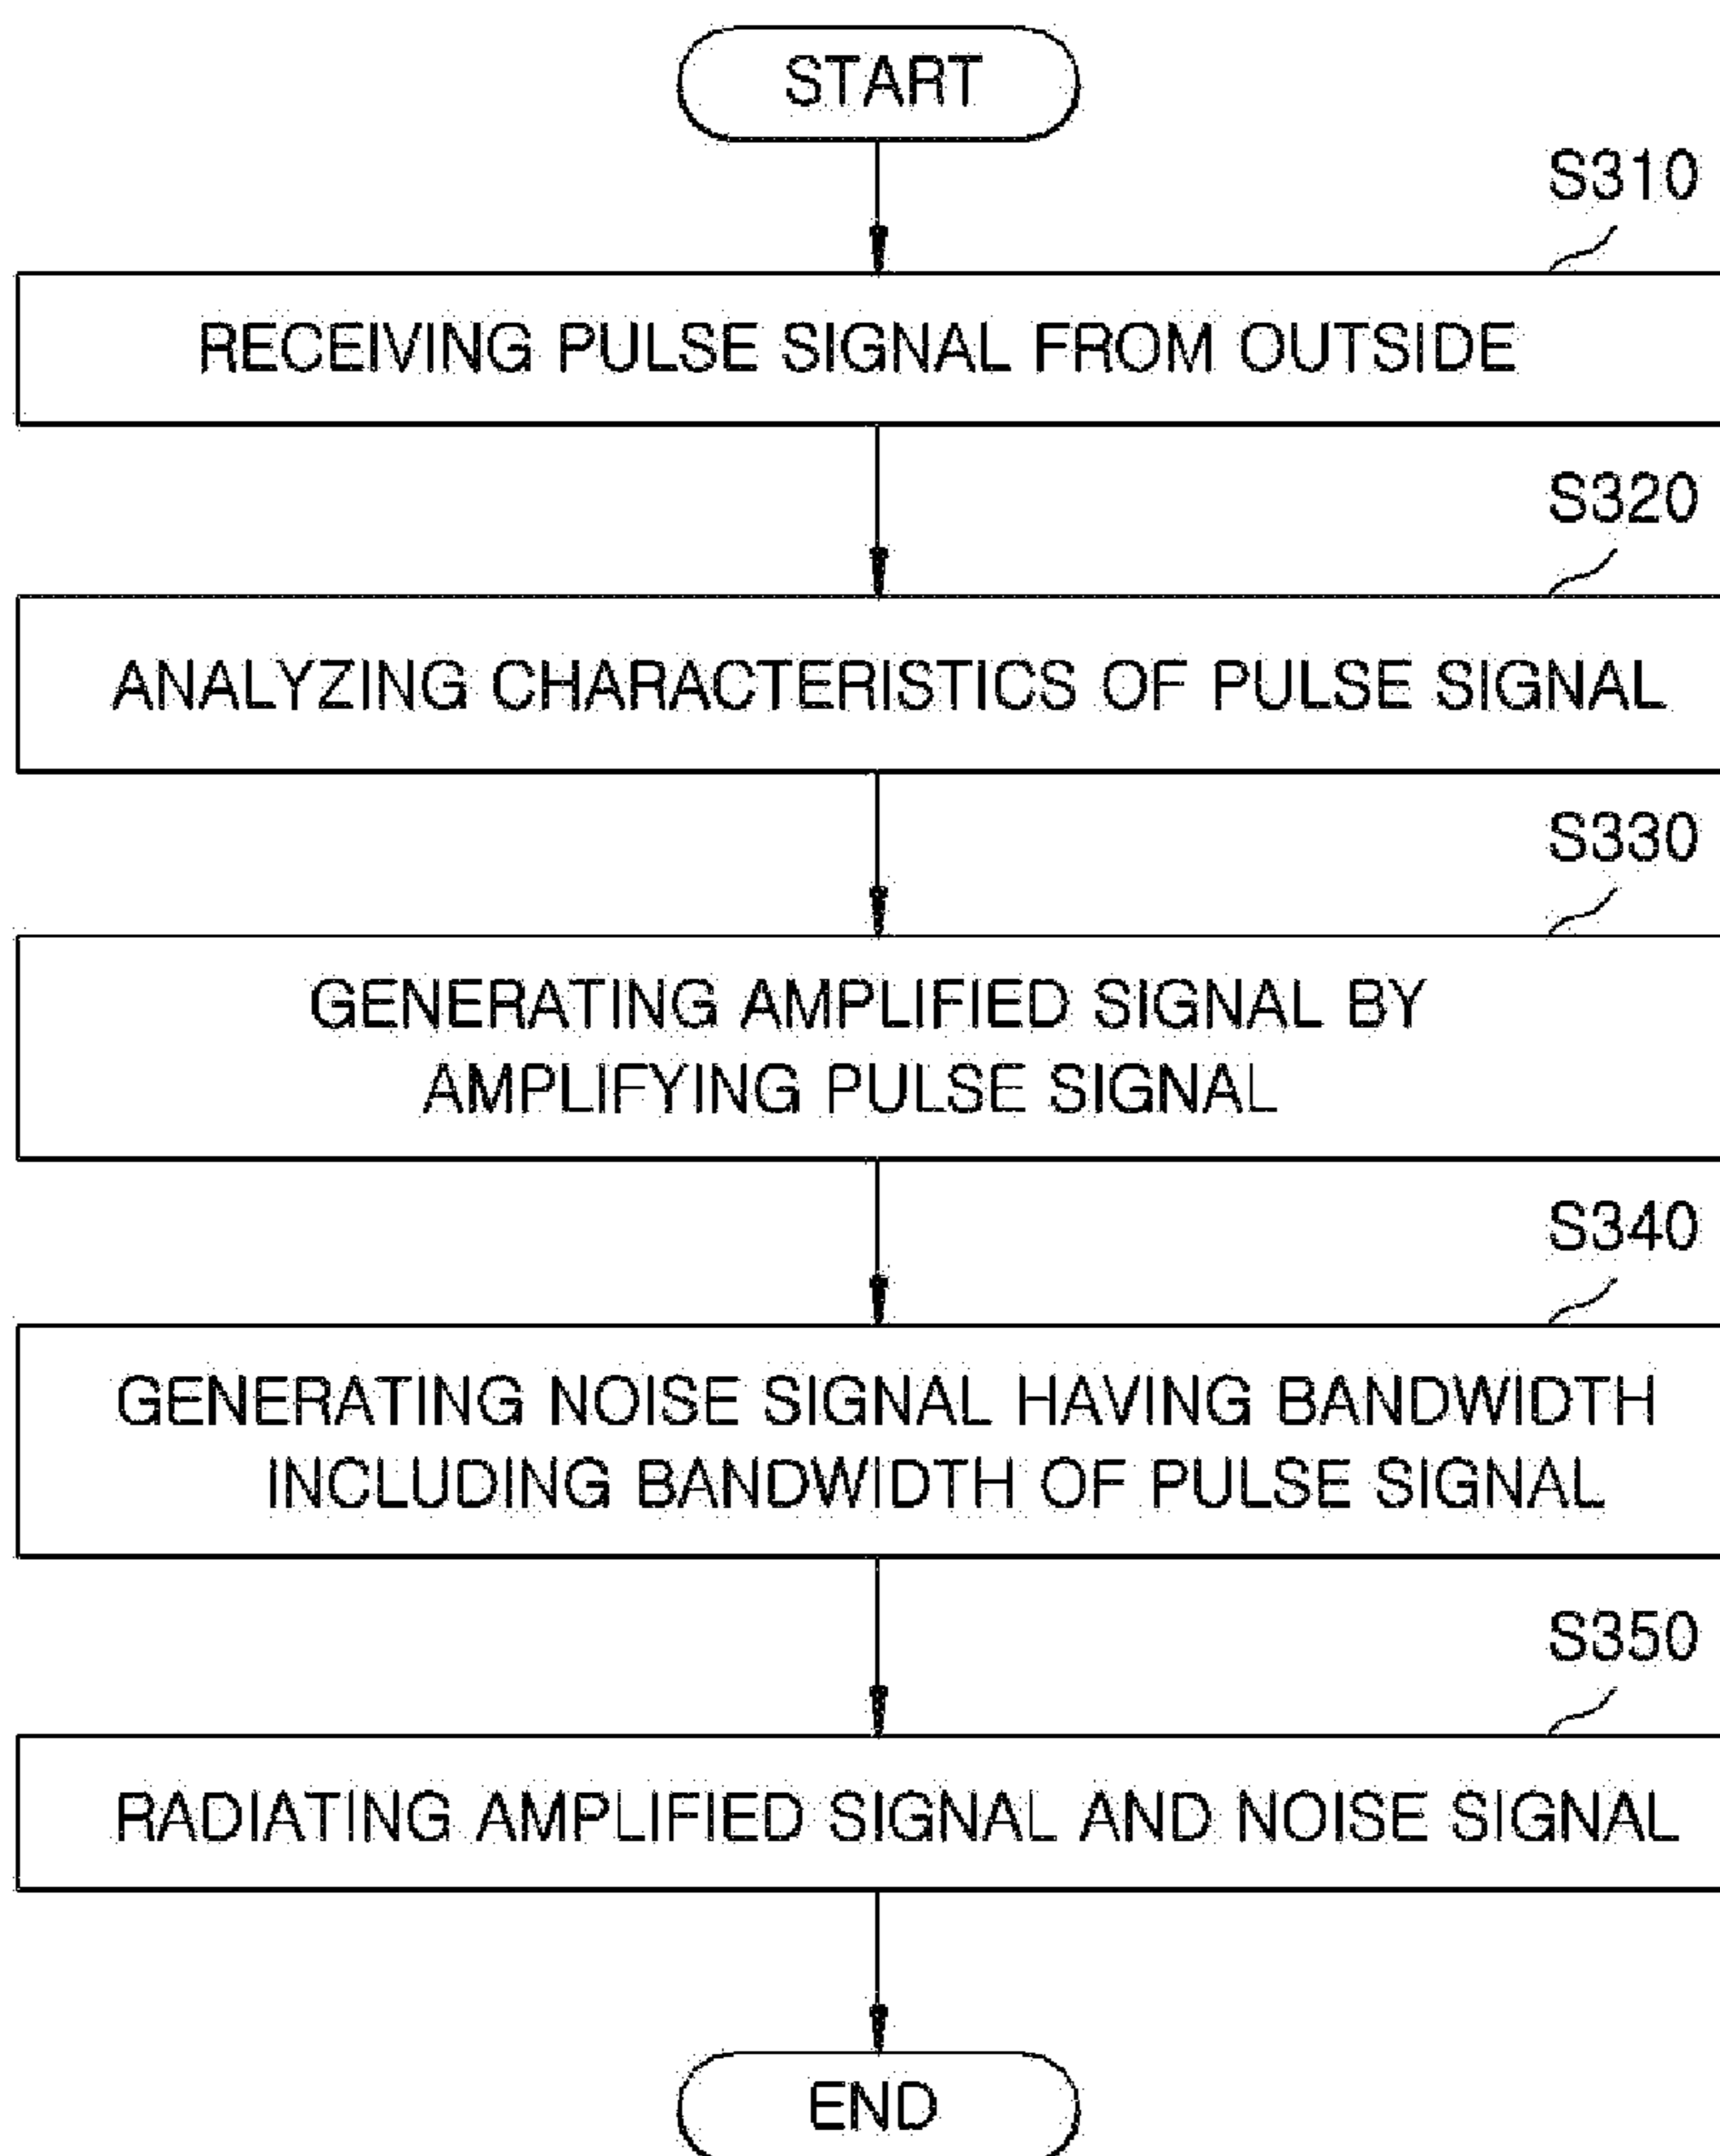 START
S310
RECEIVING PULSE SIGNAL FROM OUTSIDE
S320
ANALYZING CHARACTERISTICS OF PULSE SIGNAL
S330
GENERATING AMPLIFIED SIGNAL BY
AMPLIFYING PULSE SIGNAL
S340
GENERATING NOISE SIGNAL HAVING BANDWIDTH
INCLUDING BANDWIDTH OF PULSE SIGNAL
S350
RADIATING AMPLIFIED SIGNAL AND NOISE SIGNAL
END